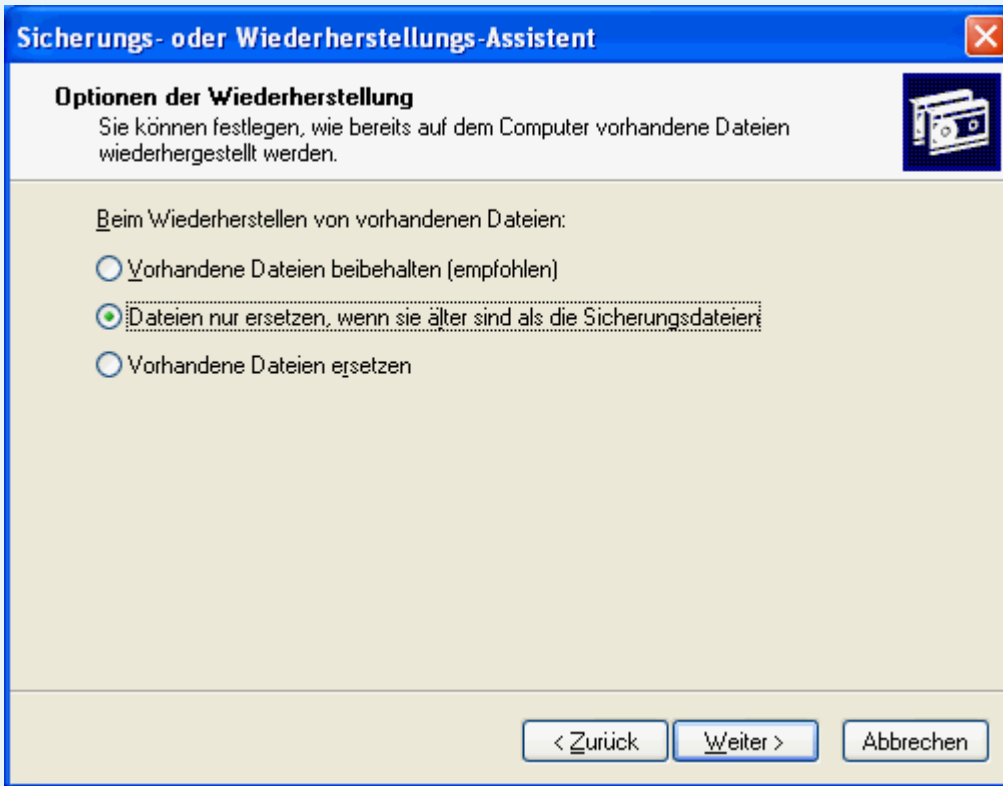 Sicherungs- oder Wiederherstellungs-Assistent
Optionen der Wiederherstellung
Sie können festlegen, wie bereits auf dem Computer vorhandene Dateien
wiederhergestellt werden.
Beim Wiederherstellen von vorhandenen Dateien:
Vorhandene Dateien beibehalten (empfohlen)
Dateien nur ersetzen, wenn sie älter sind als die Sicherungsdateien
Vorhandene Dateien ersetzen
< Zurück
Weiter >
Abbrechen